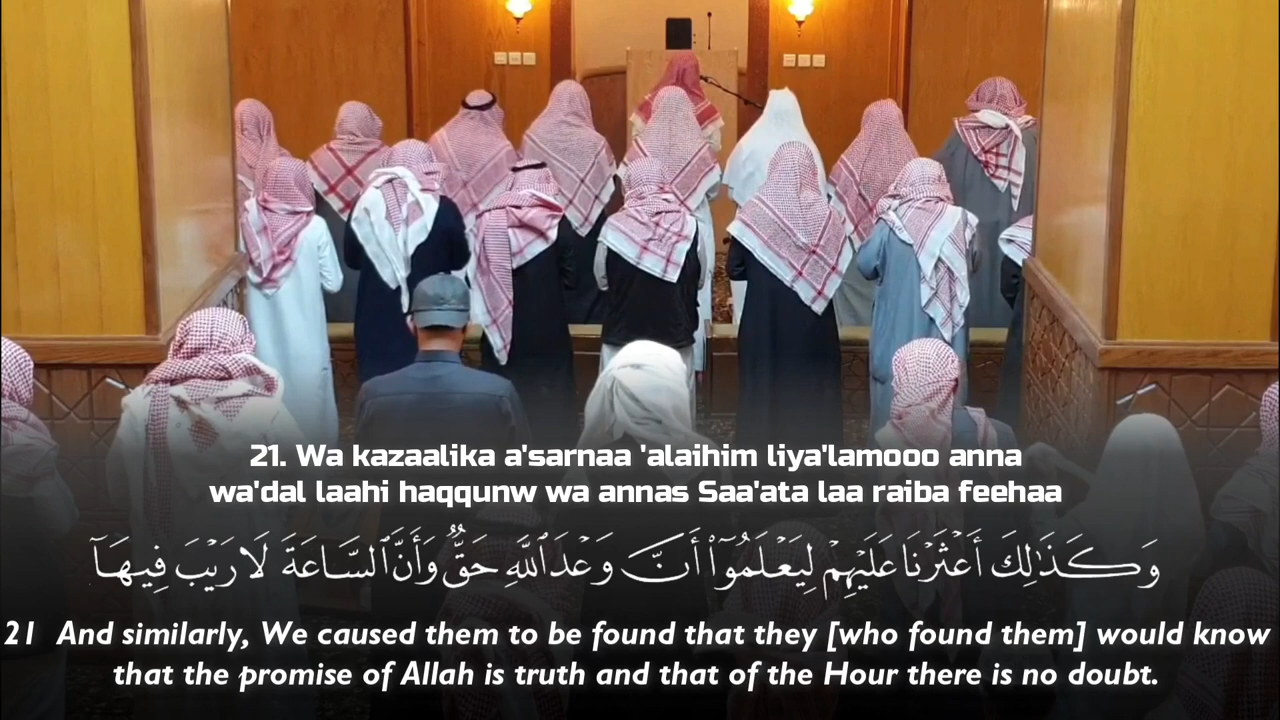 21. Wa kazaalika a'sarnaa 'alaihim liya'lamooo anna
wa'dal laahi haqqunw wa annas Saa'ata laa raiba feehaa
وَكَذَٰلِكَ أَعْثَرْنَا عَلَيْهِمْ لِيَعْلَمُوٓا۟ أَنَّ وَعْدَ ٱللَّهِ حَقٌّ وَأَنَّ ٱلسَّاعَةَ لَا رَيْبَ فِيهَآ
21 And similarly, We caused them to be found that they [who found them] would know
that the promise of Allah is truth and that of the Hour there is no doubt.